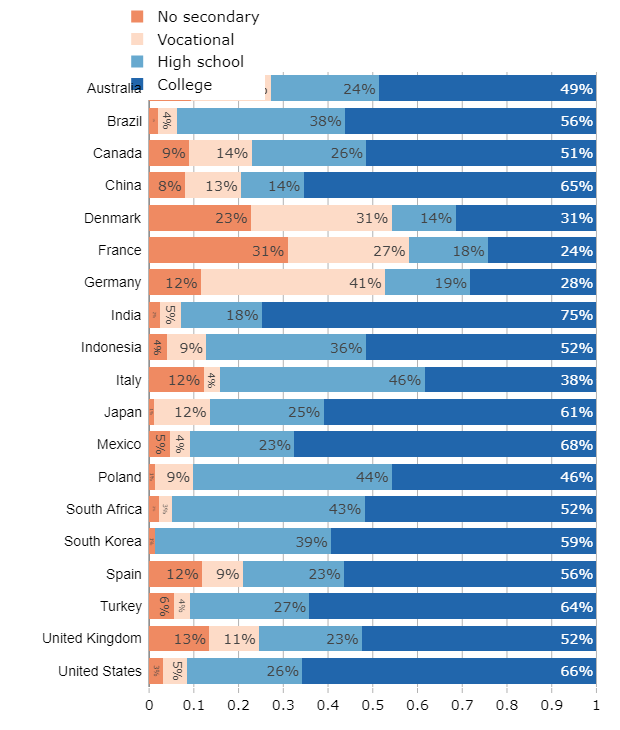 No secondary
Vocational
High school
College
Australia 24% 49%
Brazil 4% 38% 56%
Canada 9% 14% 26% 51%
China 8% 13% 14% 65%
Denmark 23% 31% 14% 31%
France 31% 27% 18% 24%
Germany 12% 41% 19% 28%
India 5% 18% 75%
Indonesia 4% 9% 36% 52%
Italy 12% 4% 46% 38%
Japan 12% 25% 61%
Mexico 5% 4% 23% 68%
Poland 9% 44% 46%
South Africa 3% 43% 52%
South Korea 39% 59%
Spain 12% 9% 23% 56%
Turkey 6% 4% 27% 64%
United Kingdom 13% 11% 23% 52%
United States 3% 5% 26% 66%
0 0.1 0.2 0.3 0.4 0.5 0.6 0.7 0.8 0.9 1